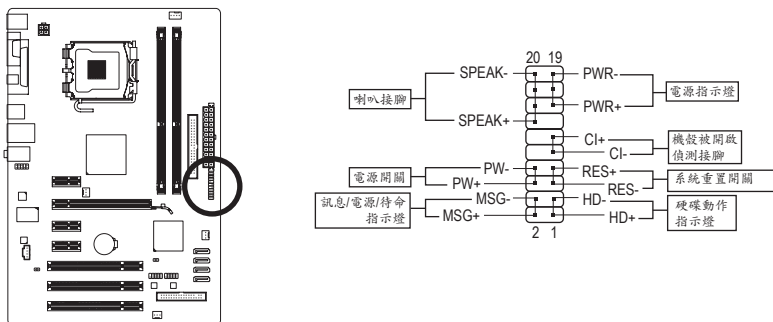 20 19
SPEAK-
PWR-
喇叭接腳
電源指示燈
SPEAK+
PWR+
CI+
機殼被開啟
偵測接腳
CI-
電源開關
PW-
RES+
系統重置開關
PW+
RES-
訊息/電源/待命
指示燈
MSG-
HD-
硬碟動作
指示燈
MSG+
HD+
2 1